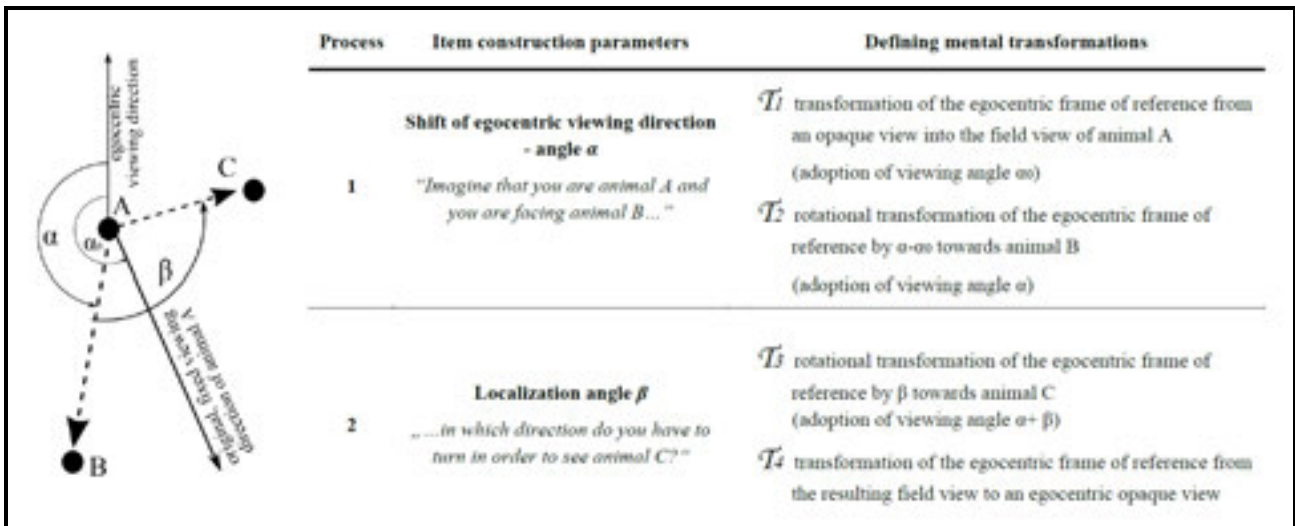 egocentric
viewing direction
C
A
α
α₀
β
original, fixed viewing
direction of animal A
B
Process Item construction parameters Defining mental transformations
Shift of egocentric viewing direction
- angle α
1
"Imagine that you are animal A and
you are facing animal B…"
𝒯1 transformation of the egocentric frame of reference from
an opaque view into the field view of animal A
(adoption of viewing angle α₀)
𝒯2 rotational transformation of the egocentric frame of
reference by α-α₀ towards animal B
(adoption of viewing angle α)
Localization angle β
2
„…in which direction do you have to
turn in order to see animal C?"
𝒯3 rotational transformation of the egocentric frame of
reference by β towards animal C
(adoption of viewing angle α+ β)
𝒯4 transformation of the egocentric frame of reference from
the resulting field view to an egocentric opaque view